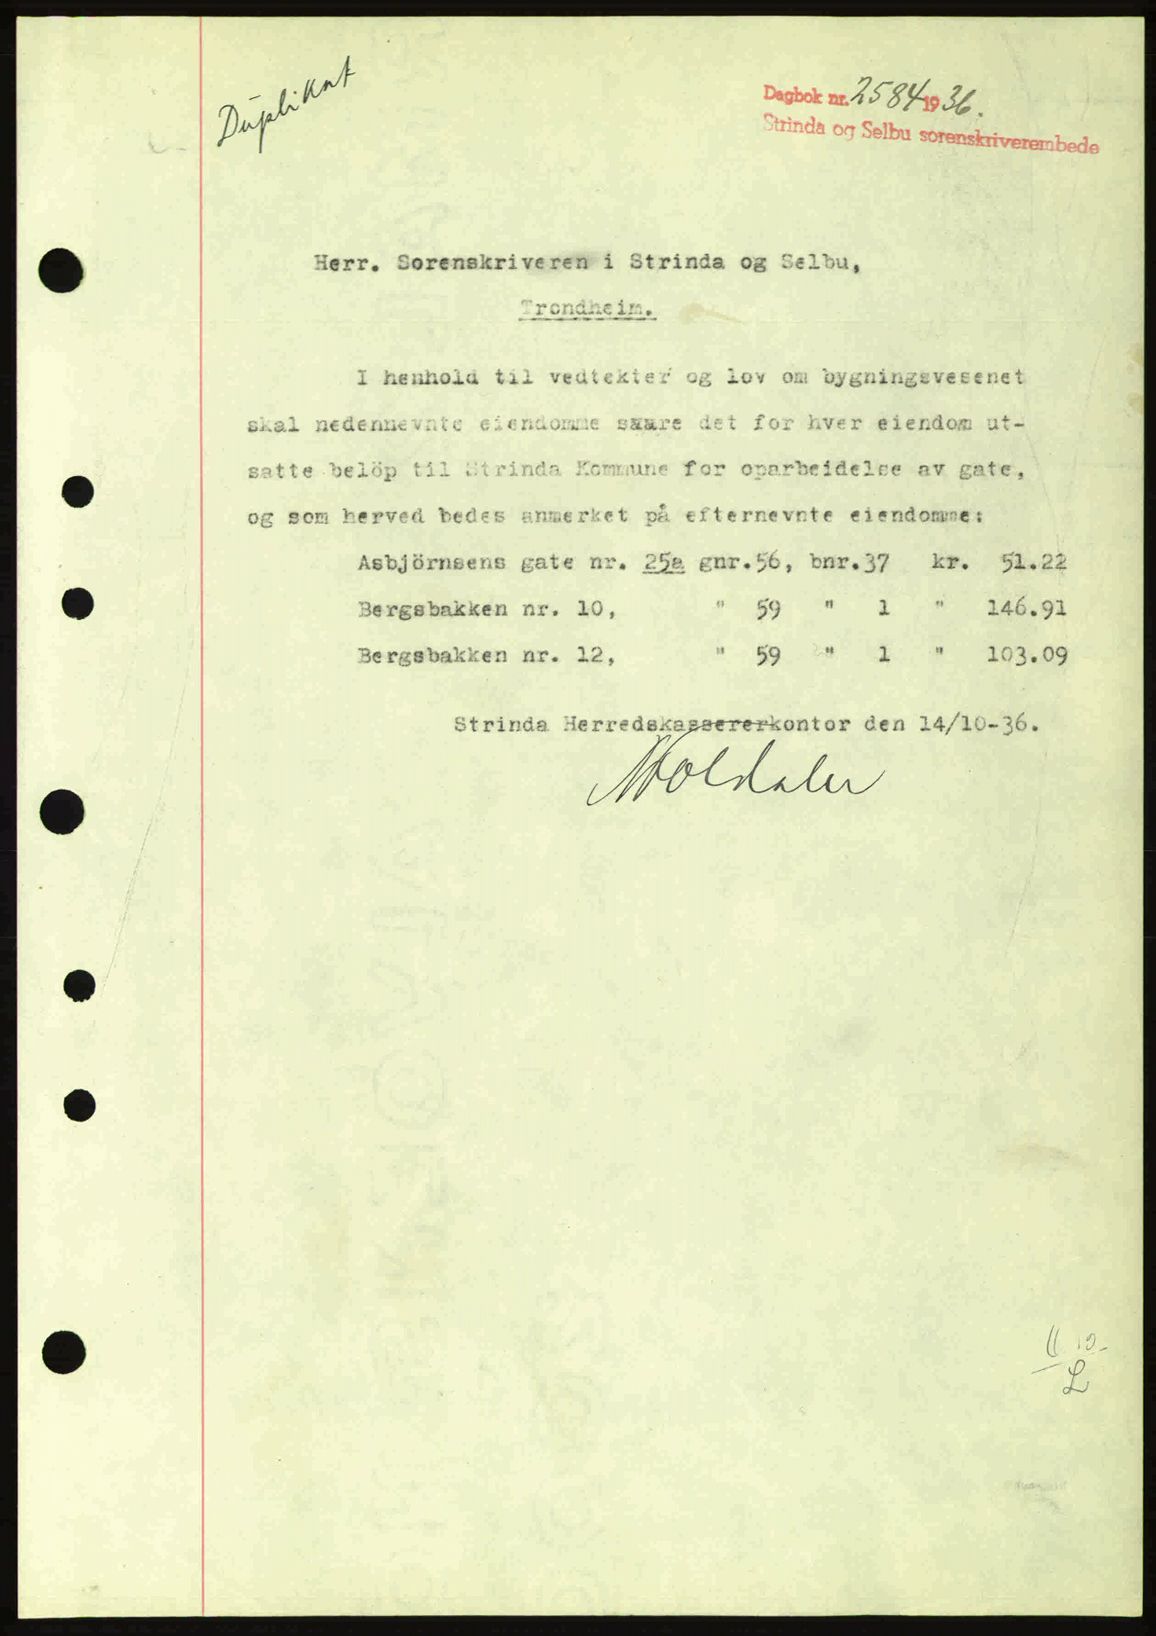 Duplikat
Dagbok nr. 2584 1936.
Strinda og Selbu sorenskriverembede
Herr. Sorenskriveren i Strinda og Selbu,
Trondheim.
I henhold til vedtekter og lov om bygningsvesenet
skal nedennevnte eiendomme svare det for hver eiendom ut-
satte belöp til Strinda Kommune for oparbeidelse av gate,
og som herved bedes anmerket på efternevnte eiendomme:
Asbjörnsens gate nr. 25a gnr.56, bnr.37 kr. 51.22
Bergsbakken nr. 10, " 59 " 1 " 146.91
Bergsbakken nr. 12, " 59 " 1 " 103.09
Strinda Herredskassererkontor den 14/10-36.